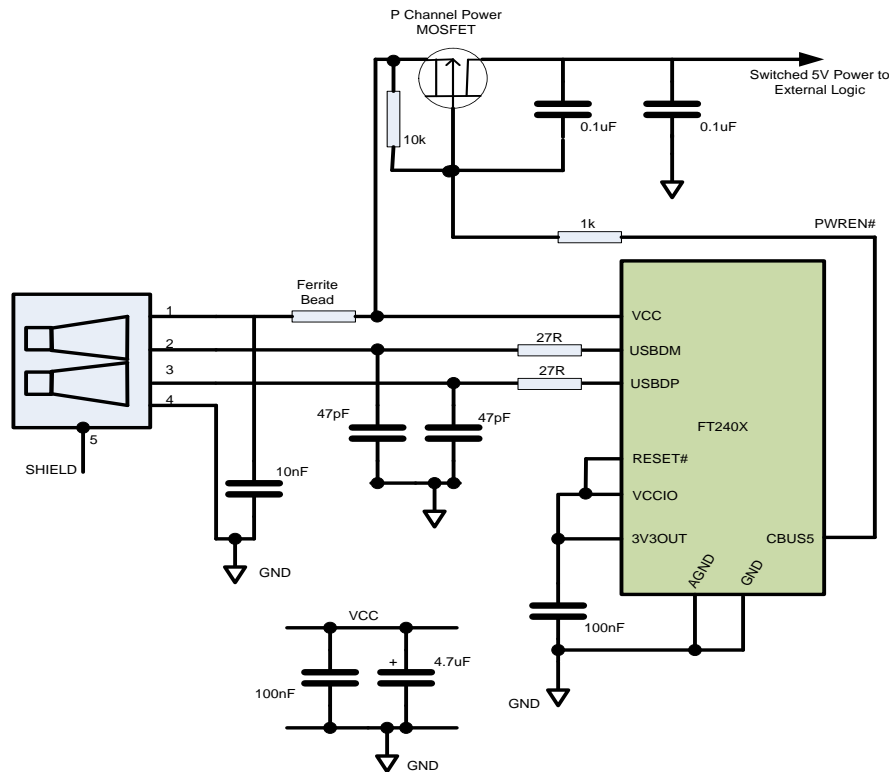 P Channel Power
MOSFET
Switched 5V Power to
External Logic
0.1uF
0.1uF
10k
1k
PWREN#
Ferrite
Bead
1
2
3
4
5
SHIELD
27R
27R
VCC
USBDM
USBDP
FT240X
47pF
47pF
10nF
RESET#
VCCIO
3V3OUT
CBUS5
AGND
GND
GND
100nF
VCC
+
4.7uF
100nF
GND
GND